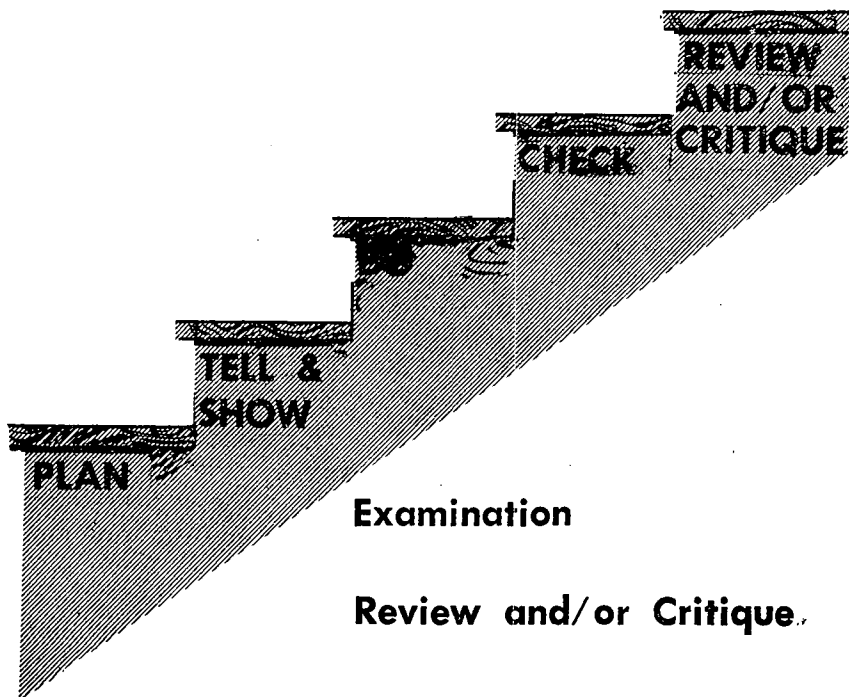 PLAN
TELL &
SHOW
CHECK
REVIEW
AND/OR
CRITIQUE
Examination
Review and/or Critique